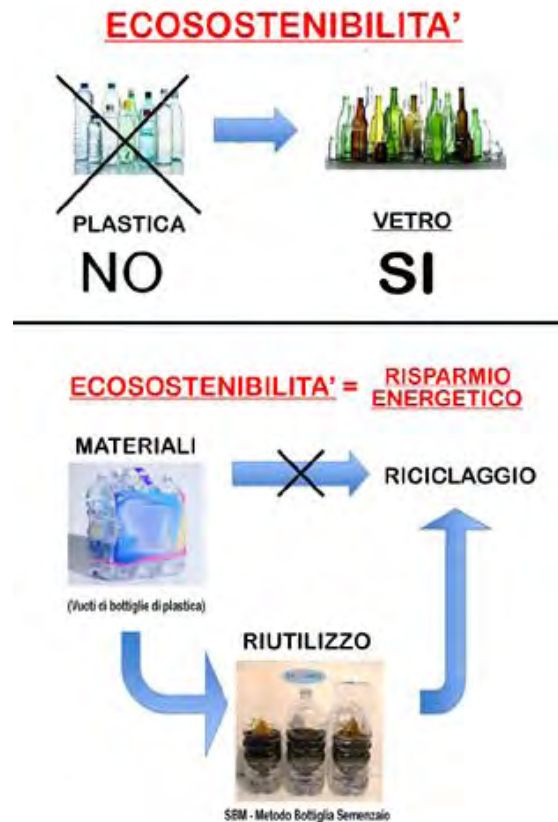 ECOSOSTENIBILITA'
PLASTICA
NO
VETRO
SI
ECOSOSTENIBILITA' =
RISPARMIO
ENERGETICO
MATERIALI
RICICLAGGIO
(Vuoti di bottiglie di plastica)
RIUTILIZZO
SBM - Metodo Bottiglia Semenzaio